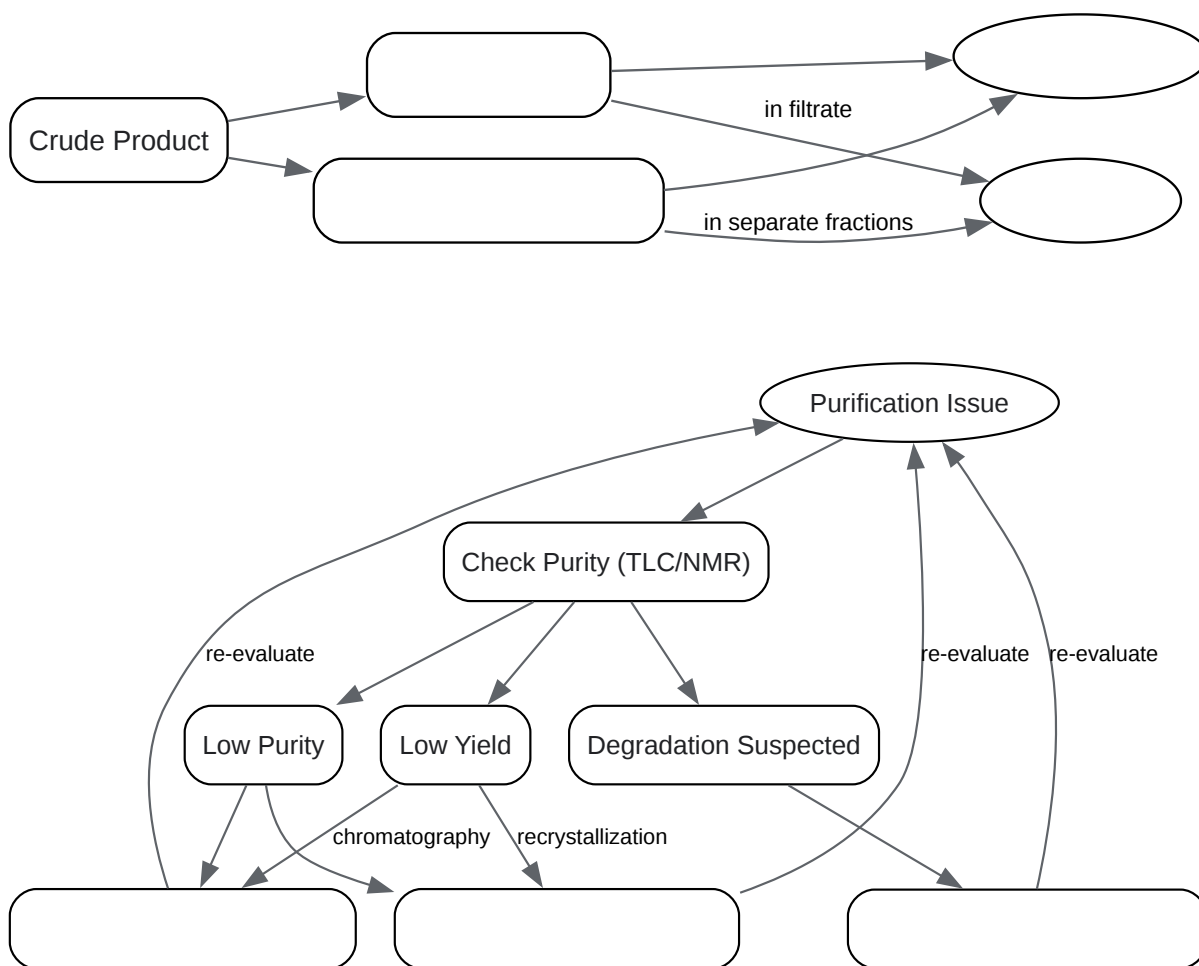 Crude Product
in filtrate
in separate fractions
Purification Issue
Check Purity (TLC/NMR)
re-evaluate
re-evaluate
re-evaluate
Low Purity
Low Yield
Degradation Suspected
chromatography
recrystallization